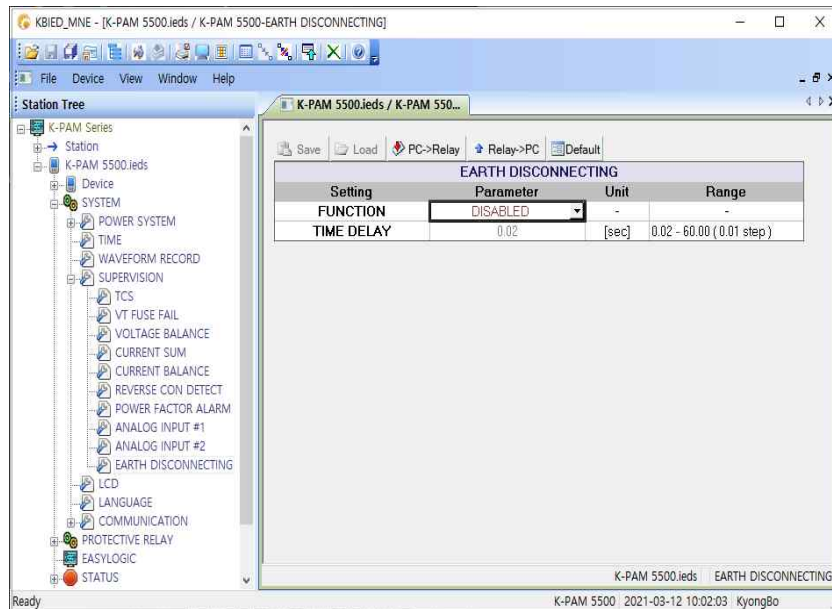 KBIED_MNE - [K-PAM 5500.ieds / K-PAM 5500-EARTH DISCONNECTING]
File Device View Window Help
Station Tree
K-PAM Series
Station
K-PAM 5500.ieds
Device
SYSTEM
POWER SYSTEM
TIME
WAVEFORM RECORD
SUPERVISION
TCS
VT FUSE FAIL
VOLTAGE BALANCE
CURRENT SUM
CURRENT BALANCE
REVERSE CON DETECT
POWER FACTOR ALARM
ANALOG INPUT #1
ANALOG INPUT #2
EARTH DISCONNECTING
LCD
LANGUAGE
COMMUNICATION
PROTECTIVE RELAY
EASYLOGIC
STATUS
K-PAM 5500.ieds / K-PAM 550...
Save Load PC->Relay Relay->PC Default
EARTH DISCONNECTING
Setting Parameter Unit Range
FUNCTION DISABLED - -
TIME DELAY 0.02 [sec] 0.02 - 60.00 ( 0.01 step )
K-PAM 5500.ieds EARTH DISCONNECTING
Ready K-PAM 5500 2021-03-12 10:02:03 KyongBo